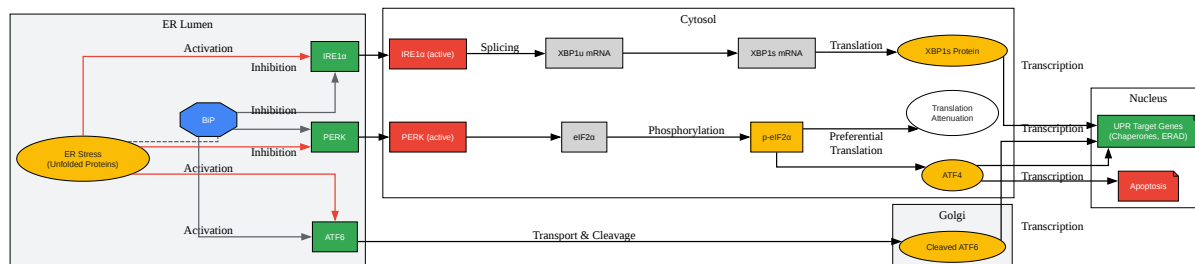 ER Lumen
Activation
IRE1α
Inhibition
Inhibition
BiP
PERK
ER Stress
(Unfolded Proteins)
Inhibition
Activation
Activation
ATF6
Cytosol
IRE1α (active)
Splicing
XBP1u mRNA
XBP1s mRNA
Translation
XBP1s Protein
PERK (active)
eIF2α
Phosphorylation
p-eIF2α
Preferential
Translation
Translation
Attenuation
ATF4
Transport & Cleavage
Golgi
Cleaved ATF6
Transcription
Transcription
Transcription
Transcription
Nucleus
UPR Target Genes
(Chaperones, ERAD)
Apoptosis